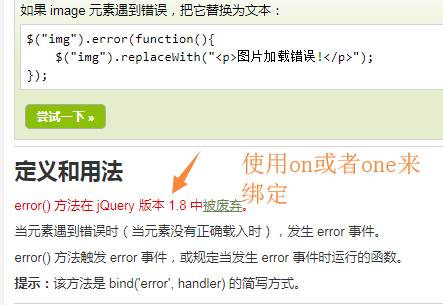 如果 image 元素遇到错误，把它替换为文本：
$("img").error(function(){
    $("img").replaceWith("<p>图片加载错误!</p>");
});
尝试一下 »
定义和用法
使用on或者one来
绑定
error() 方法在 jQuery 版本 1.8 中被废弃。
当元素遇到错误时（当元素没有正确载入时），发生 error 事件。
error() 方法触发 error 事件，或规定当发生 error 事件时运行的函数。
提示：该方法是 bind('error', handler) 的简写方式。